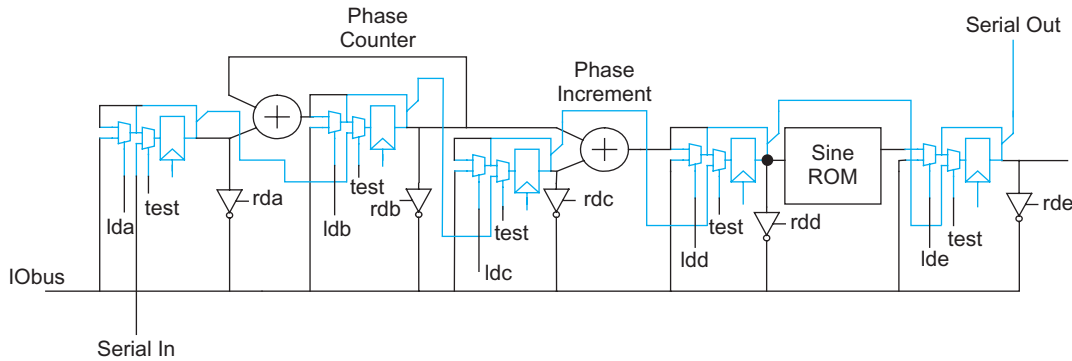 Phase
Counter
Serial Out
Phase
Increment
Sine
ROM
test
rda
lda
test
rdb
ldb
test
rdc
ldc
test
rdd
ldd
test
rde
lde
IObus
Serial In